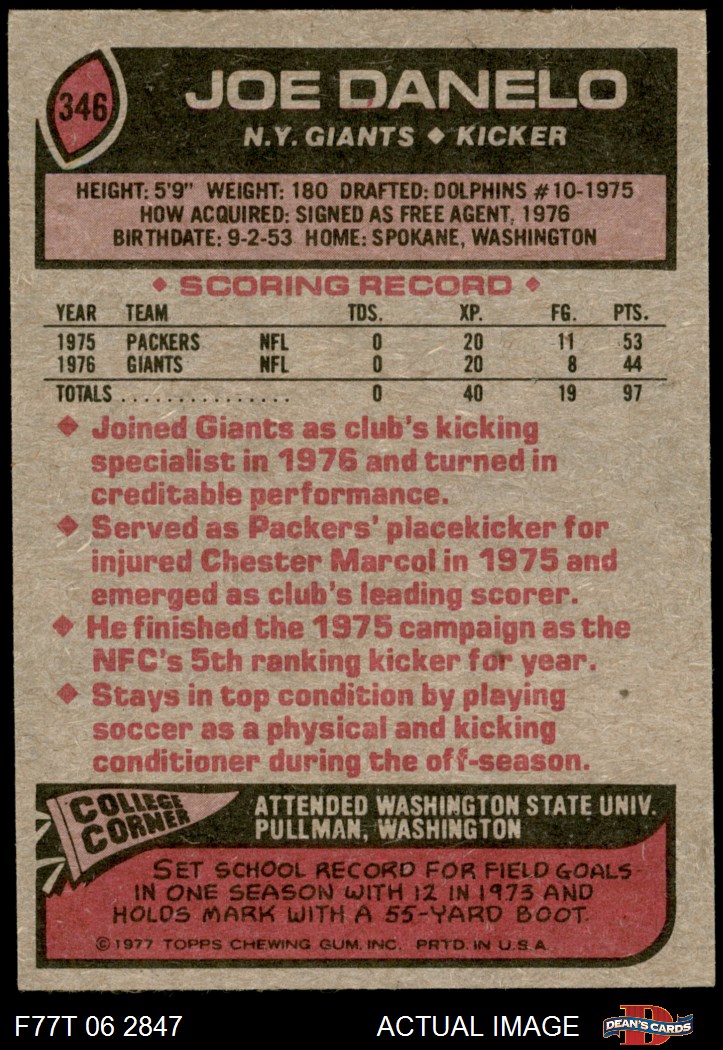 346
JOE DANELO
N.Y. GIANTS ◆ KICKER
HEIGHT: 5'9" WEIGHT: 180 DRAFTED: DOLPHINS #10-1975
HOW ACQUIRED: SIGNED AS FREE AGENT, 1976
BIRTHDATE: 9-2-53 HOME: SPOKANE, WASHINGTON
◆ SCORING RECORD ◆
YEAR TEAM TDS. XP. FG. PTS.
1975 PACKERS NFL 0 20 11 53
1976 GIANTS NFL 0 20 8 44
TOTALS . . . . . . . . . . . . . . . 0 40 19 97
◆ Joined Giants as club's kicking
specialist in 1976 and turned in
creditable performance.
◆ Served as Packers' placekicker for
injured Chester Marcol in 1975 and
emerged as club's leading scorer.
◆ He finished the 1975 campaign as the
NFC's 5th ranking kicker for year.
◆ Stays in top condition by playing
soccer as a physical and kicking
conditioner during the off-season.
COLLEGE
CORNER
ATTENDED WASHINGTON STATE UNIV.
PULLMAN, WASHINGTON
SET SCHOOL RECORD FOR FIELD GOALS
IN ONE SEASON WITH 12 IN 1973 AND
HOLDS MARK WITH A 55-YARD BOOT.
© 1977 TOPPS CHEWING GUM, INC. PRTD. IN U.S.A.
F77T 06 2847 ACTUAL IMAGE
D
DEAN'S CARDS